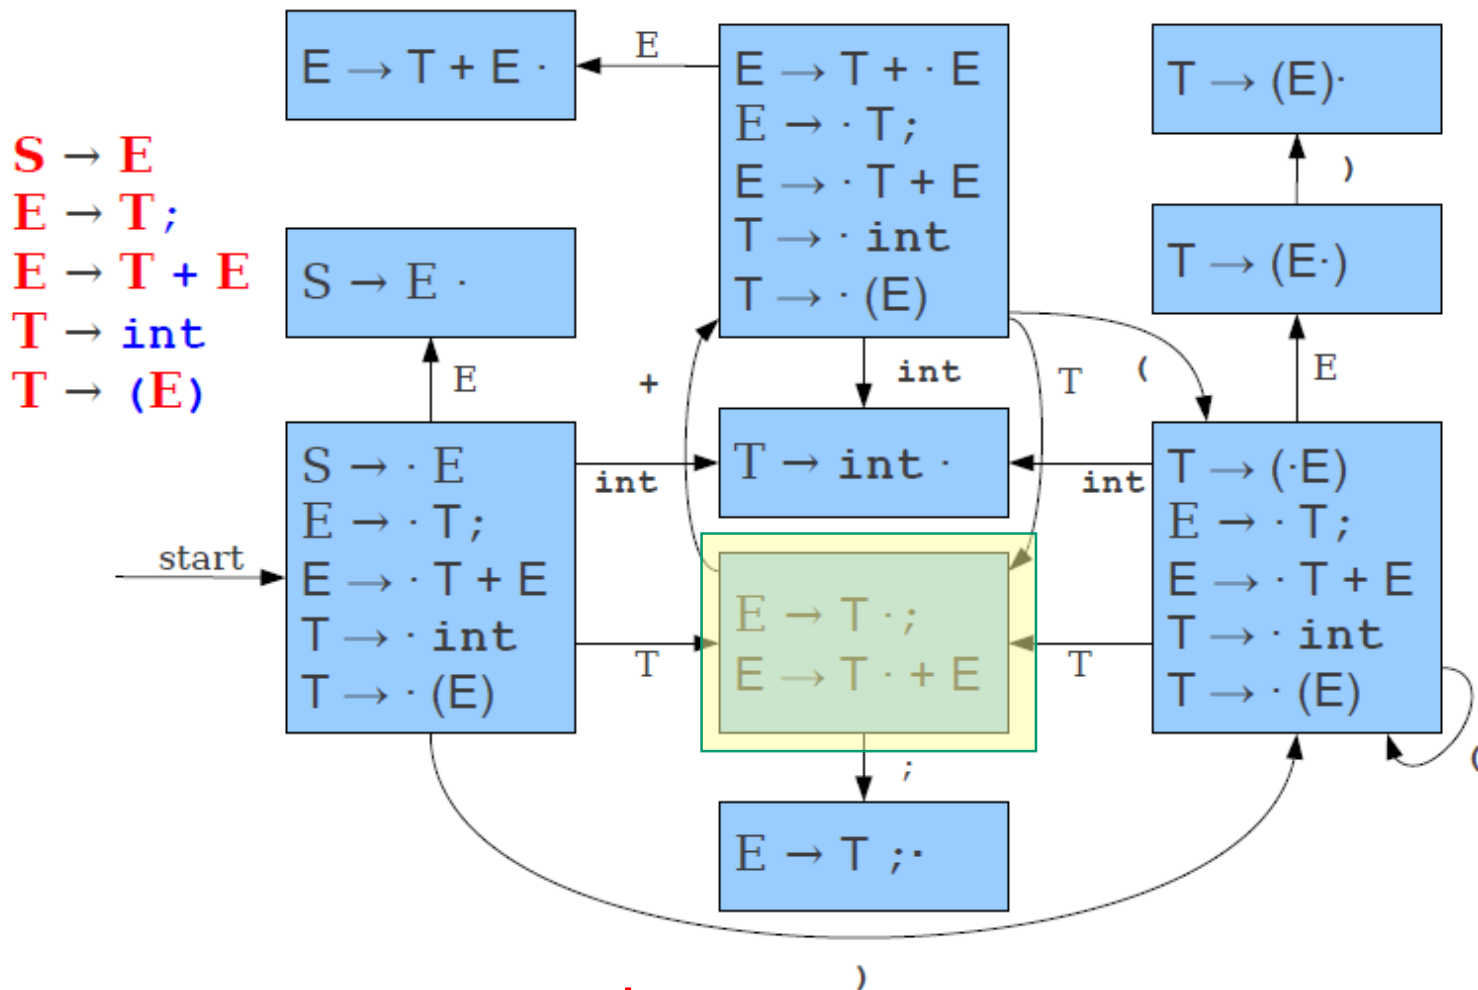 S → E
E → T ;
E → T + E
T → int
T → (E)
E → T + E ·
E
E → T + · E
E → · T ;
E → · T + E
T → · int
T → · (E)
T → (E)·
)
T → (E·)
E
S → E ·
E
+
int
T
(
start
S → · E
E → · T ;
E → · T + E
T → · int
T → · (E)
int
T → int ·
int
T → (·E)
E → · T ;
E → · T + E
T → · int
T → · (E)
T
E → T · ;
E → T · + E
T
(
;
E → T ; ·
)